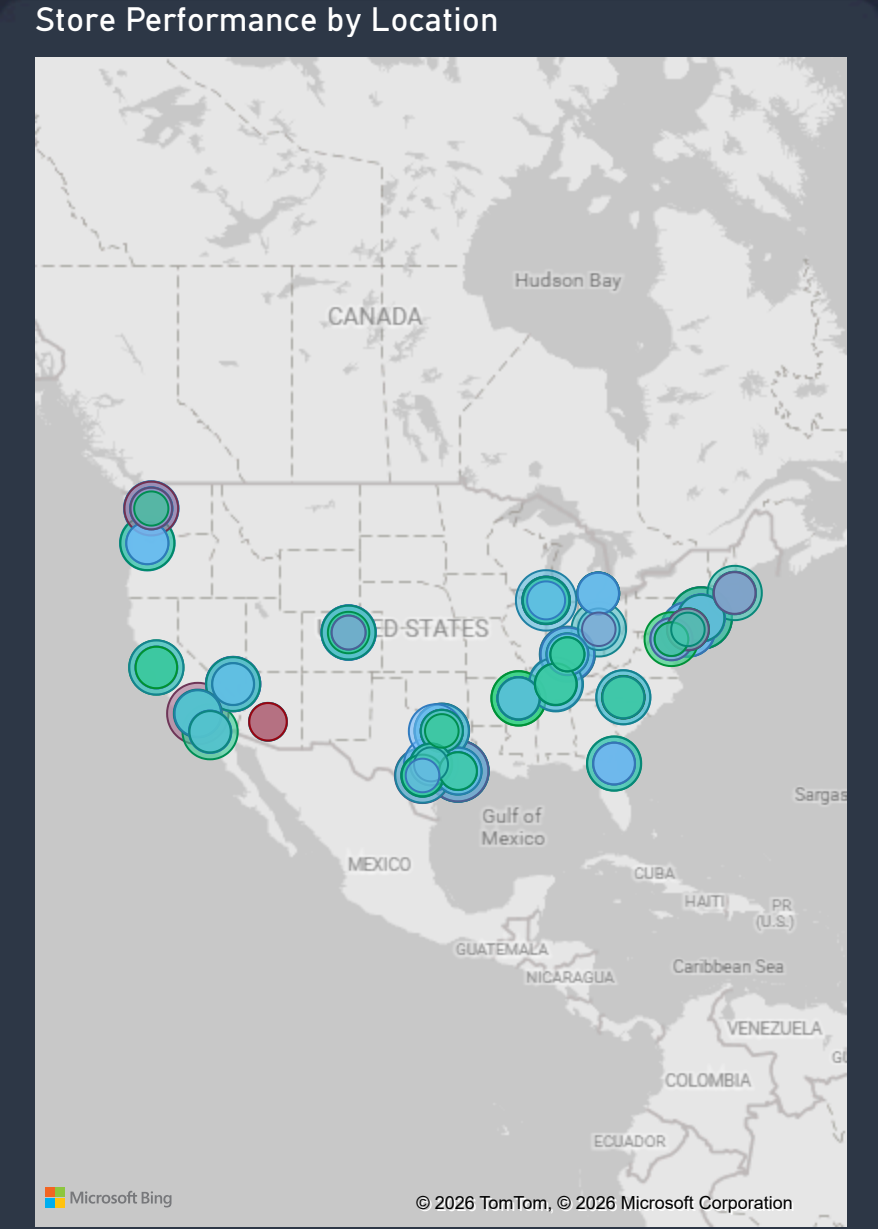 Store Performance by Location
Hudson Bay
CANADA
ED STATES
Gulf of
Mexico
Sargas
MEXICO
CUBA
HAITI
PR
(U.S.)
GUATEMALA
Caribbean Sea
NICARAGUA
VENEZUELA
COLOMBIA
ECUADOR
Microsoft Bing
© 2026 TomTom, © 2026 Microsoft Corporation